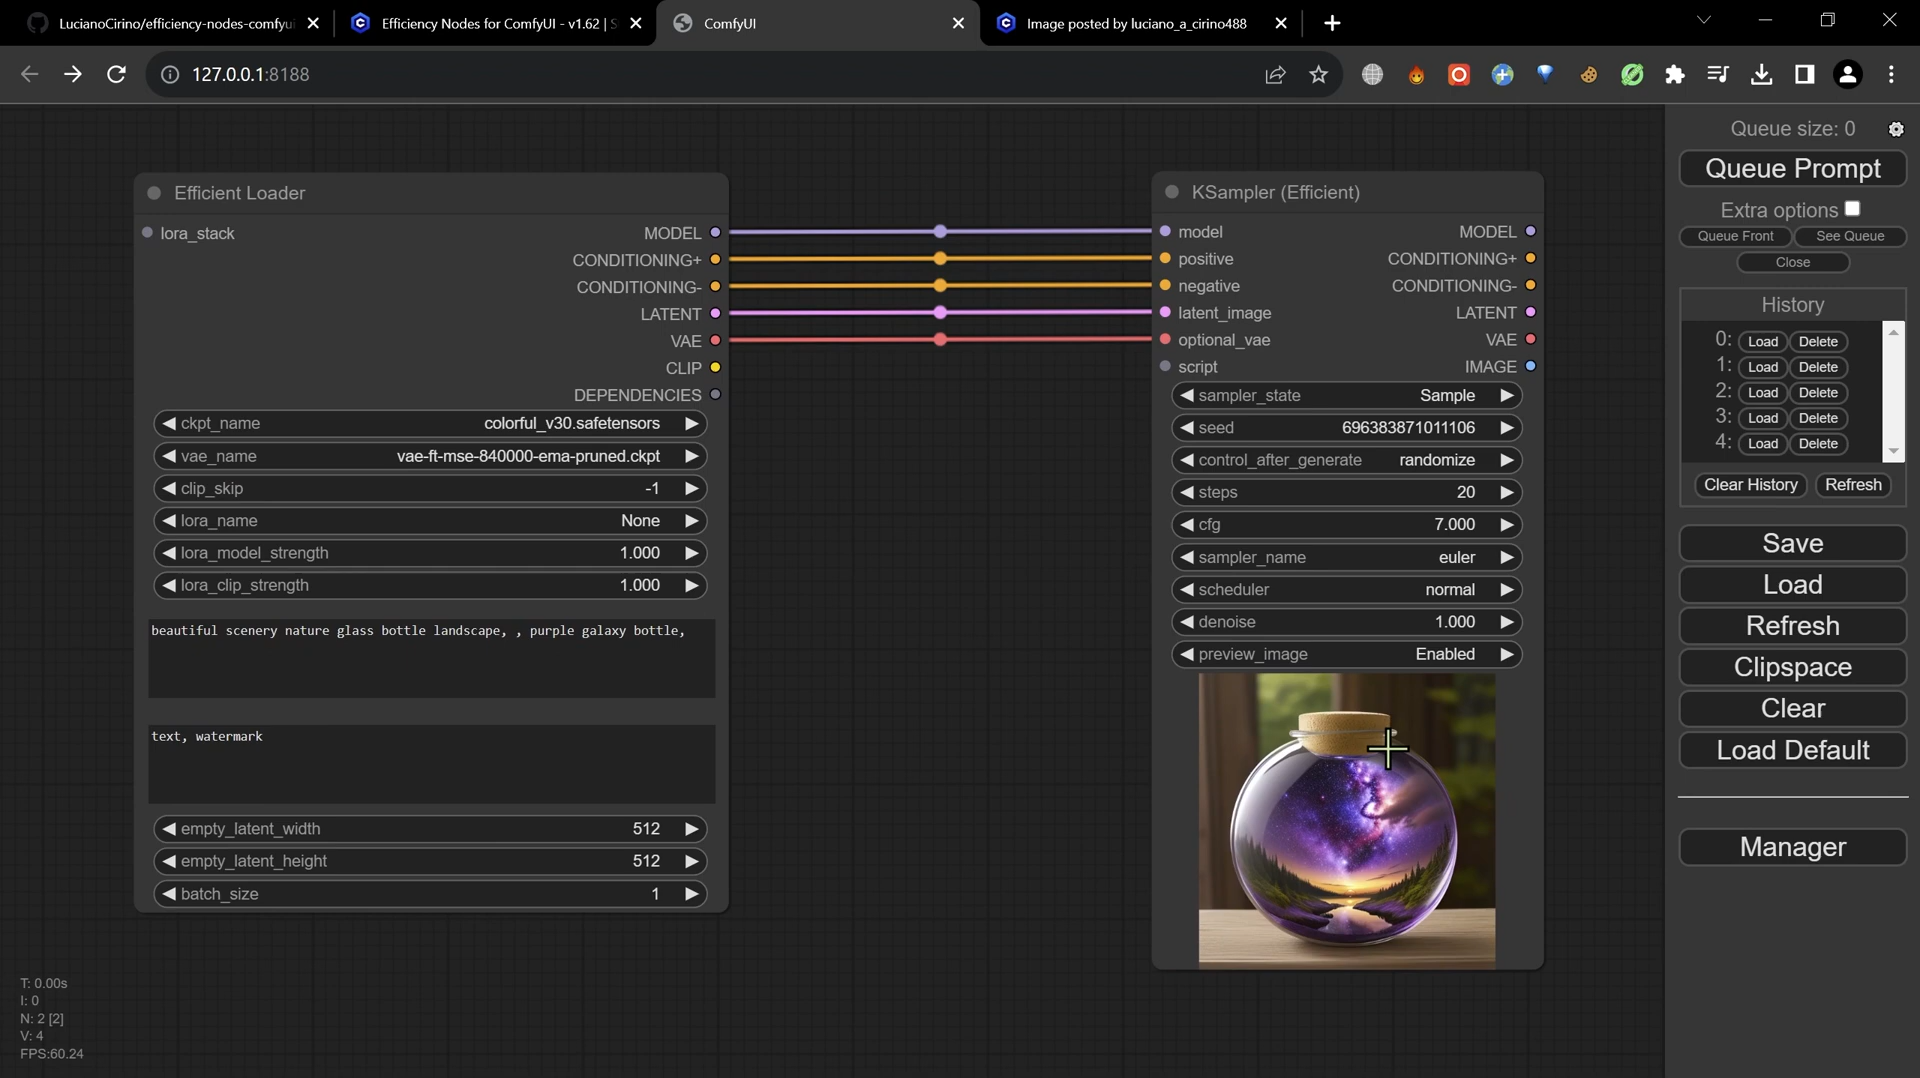 LucianoCirino/efficiency-nodes-comfyui
Efficiency Nodes for ComfyUI - v1.62 |
ComfyUI
Image posted by luciano_a_cirino488
127.0.0.1:8188
Efficient Loader
lora_stack
MODEL
CONDITIONING+
CONDITIONING-
LATENT
VAE
CLIP
DEPENDENCIES
ckpt_name colorful_v30.safetensors
vae_name vae-ft-mse-840000-ema-pruned.ckpt
clip_skip -1
lora_name None
lora_model_strength 1.000
lora_clip_strength 1.000
beautiful scenery nature glass bottle landscape, , purple galaxy bottle,
text, watermark
empty_latent_width 512
empty_latent_height 512
batch_size 1
KSampler (Efficient)
model MODEL
positive CONDITIONING+
negative CONDITIONING-
latent_image LATENT
optional_vae VAE
script IMAGE
sampler_state Sample
seed 696383871011106
control_after_generate randomize
steps 20
cfg 7.000
sampler_name euler
scheduler normal
denoise 1.000
preview_image Enabled
Queue size: 0
Queue Prompt
Extra options
Queue Front See Queue
Close
History
0: Load Delete
1: Load Delete
2: Load Delete
3: Load Delete
4: Load Delete
Clear History Refresh
Save
Load
Refresh
Clipspace
Clear
Load Default
Manager
T: 0.00s
I: 0
N: 2 [2]
V: 4
FPS:60.24